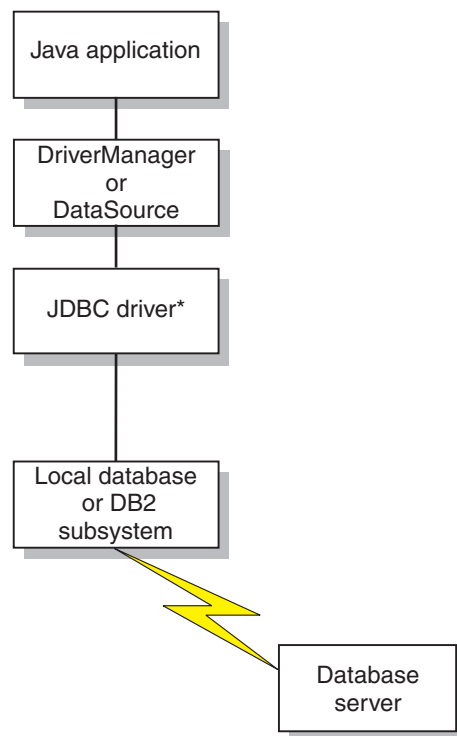 Java application
DriverManager
or
DataSource
JDBC driver*
Local database
or DB2
subsystem
Database
server